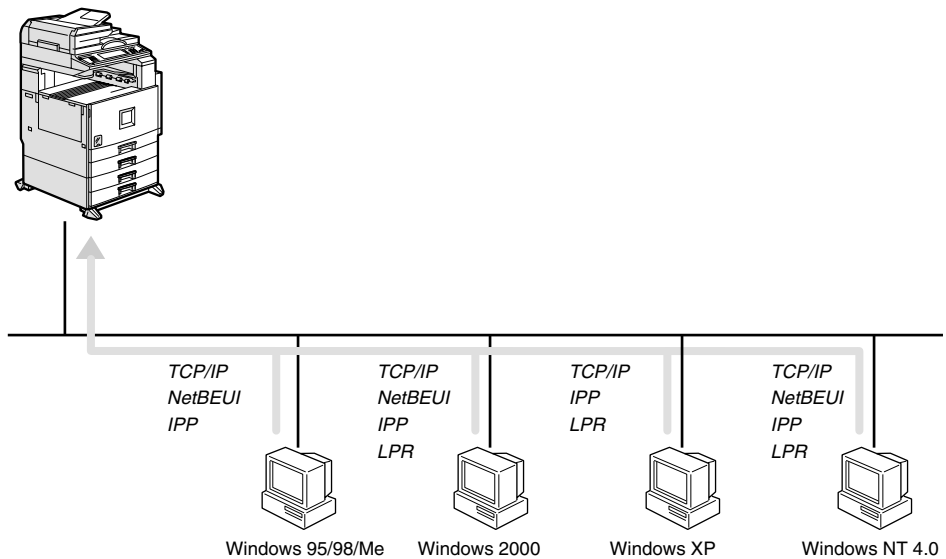 TCP/IP
NetBEUI
IPP
TCP/IP
NetBEUI
IPP
LPR
TCP/IP
IPP
LPR
TCP/IP
NetBEUI
IPP
LPR
Windows 95/98/Me
Windows 2000
Windows XP
Windows NT 4.0